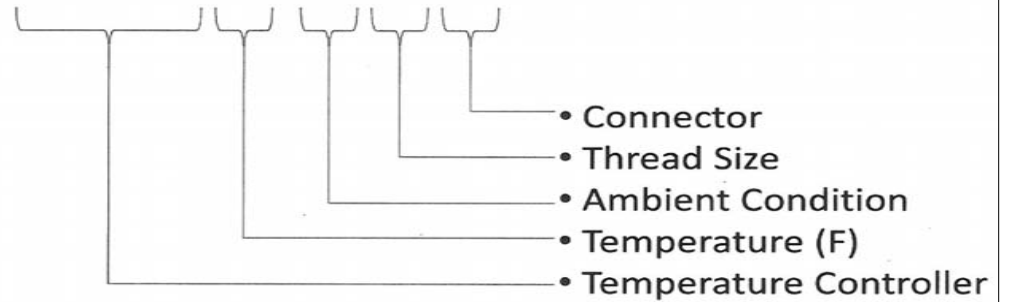 • Connector
• Thread Size
• Ambient Condition
• Temperature (F)
• Temperature Controller